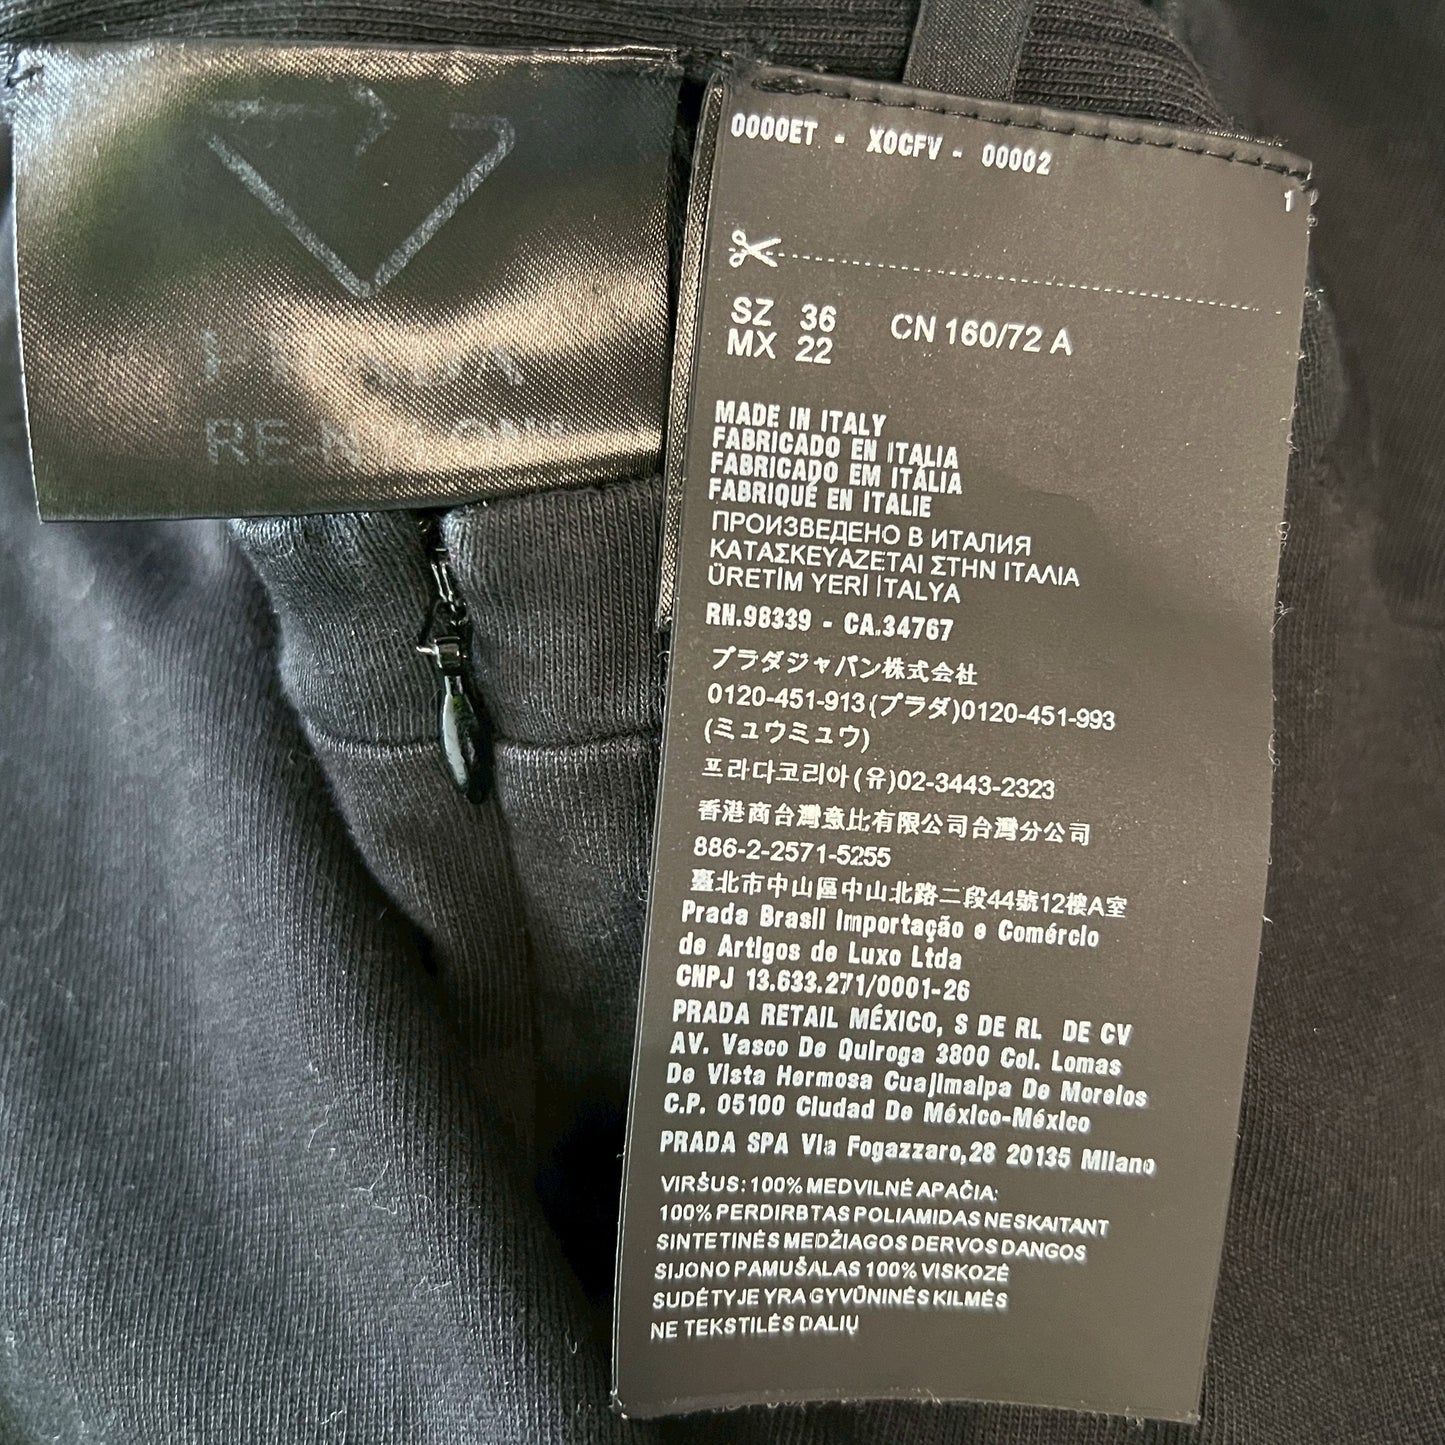 PRADA
RE-NYLON
0000ET - X0CFV - 00002
1
SZ 36 CN 160/72 A
MX 22
MADE IN ITALY
FABRICADO EN ITALIA
FABRICADO EM ITÁLIA
FABRIQUÉ EN ITALIE
ПРОИЗВЕДЕНО В ИТАЛИЯ
ΚΑΤΑΣΚΕΥΑΖΕΤΑΙ ΣΤΗΝ ΙΤΑΛΙΑ
ÜRETİM YERİ İTALYA
RN.98339 - CA.34767
プラダジャパン株式会社
0120-451-913(プラダ)0120-451-993
(ミュウミュウ)
프라다코리아(유)02-3443-2323
香港商台灣意比有限公司台灣分公司
886-2-2571-5255
臺北市中山區中山北路二段44號12樓A室
Prada Brasil Importação e Comércio
de Artigos de Luxo Ltda
CNPJ 13.633.271/0001-26
PRADA RETAIL MÉXICO, S DE RL DE CV
AV. Vasco De Quiroga 3800 Col. Lomas
De Vista Hermosa Cuajimalpa De Morelos
C.P. 05100 Ciudad De México-México
PRADA SPA Via Fogazzaro,28 20135 Milano
VIRŠUS: 100% MEDVILNĖ APAČIA:
100% PERDIRBTAS POLIAMIDAS NESKAITANT
SINTETINĖS MEDŽIAGOS DERVOS DANGOS
SIJONO PAMUŠALAS 100% VISKOZĖ
SUDĖTYJE YRA GYVŪNINĖS KILMĖS
NE TEKSTILĖS DALIŲ